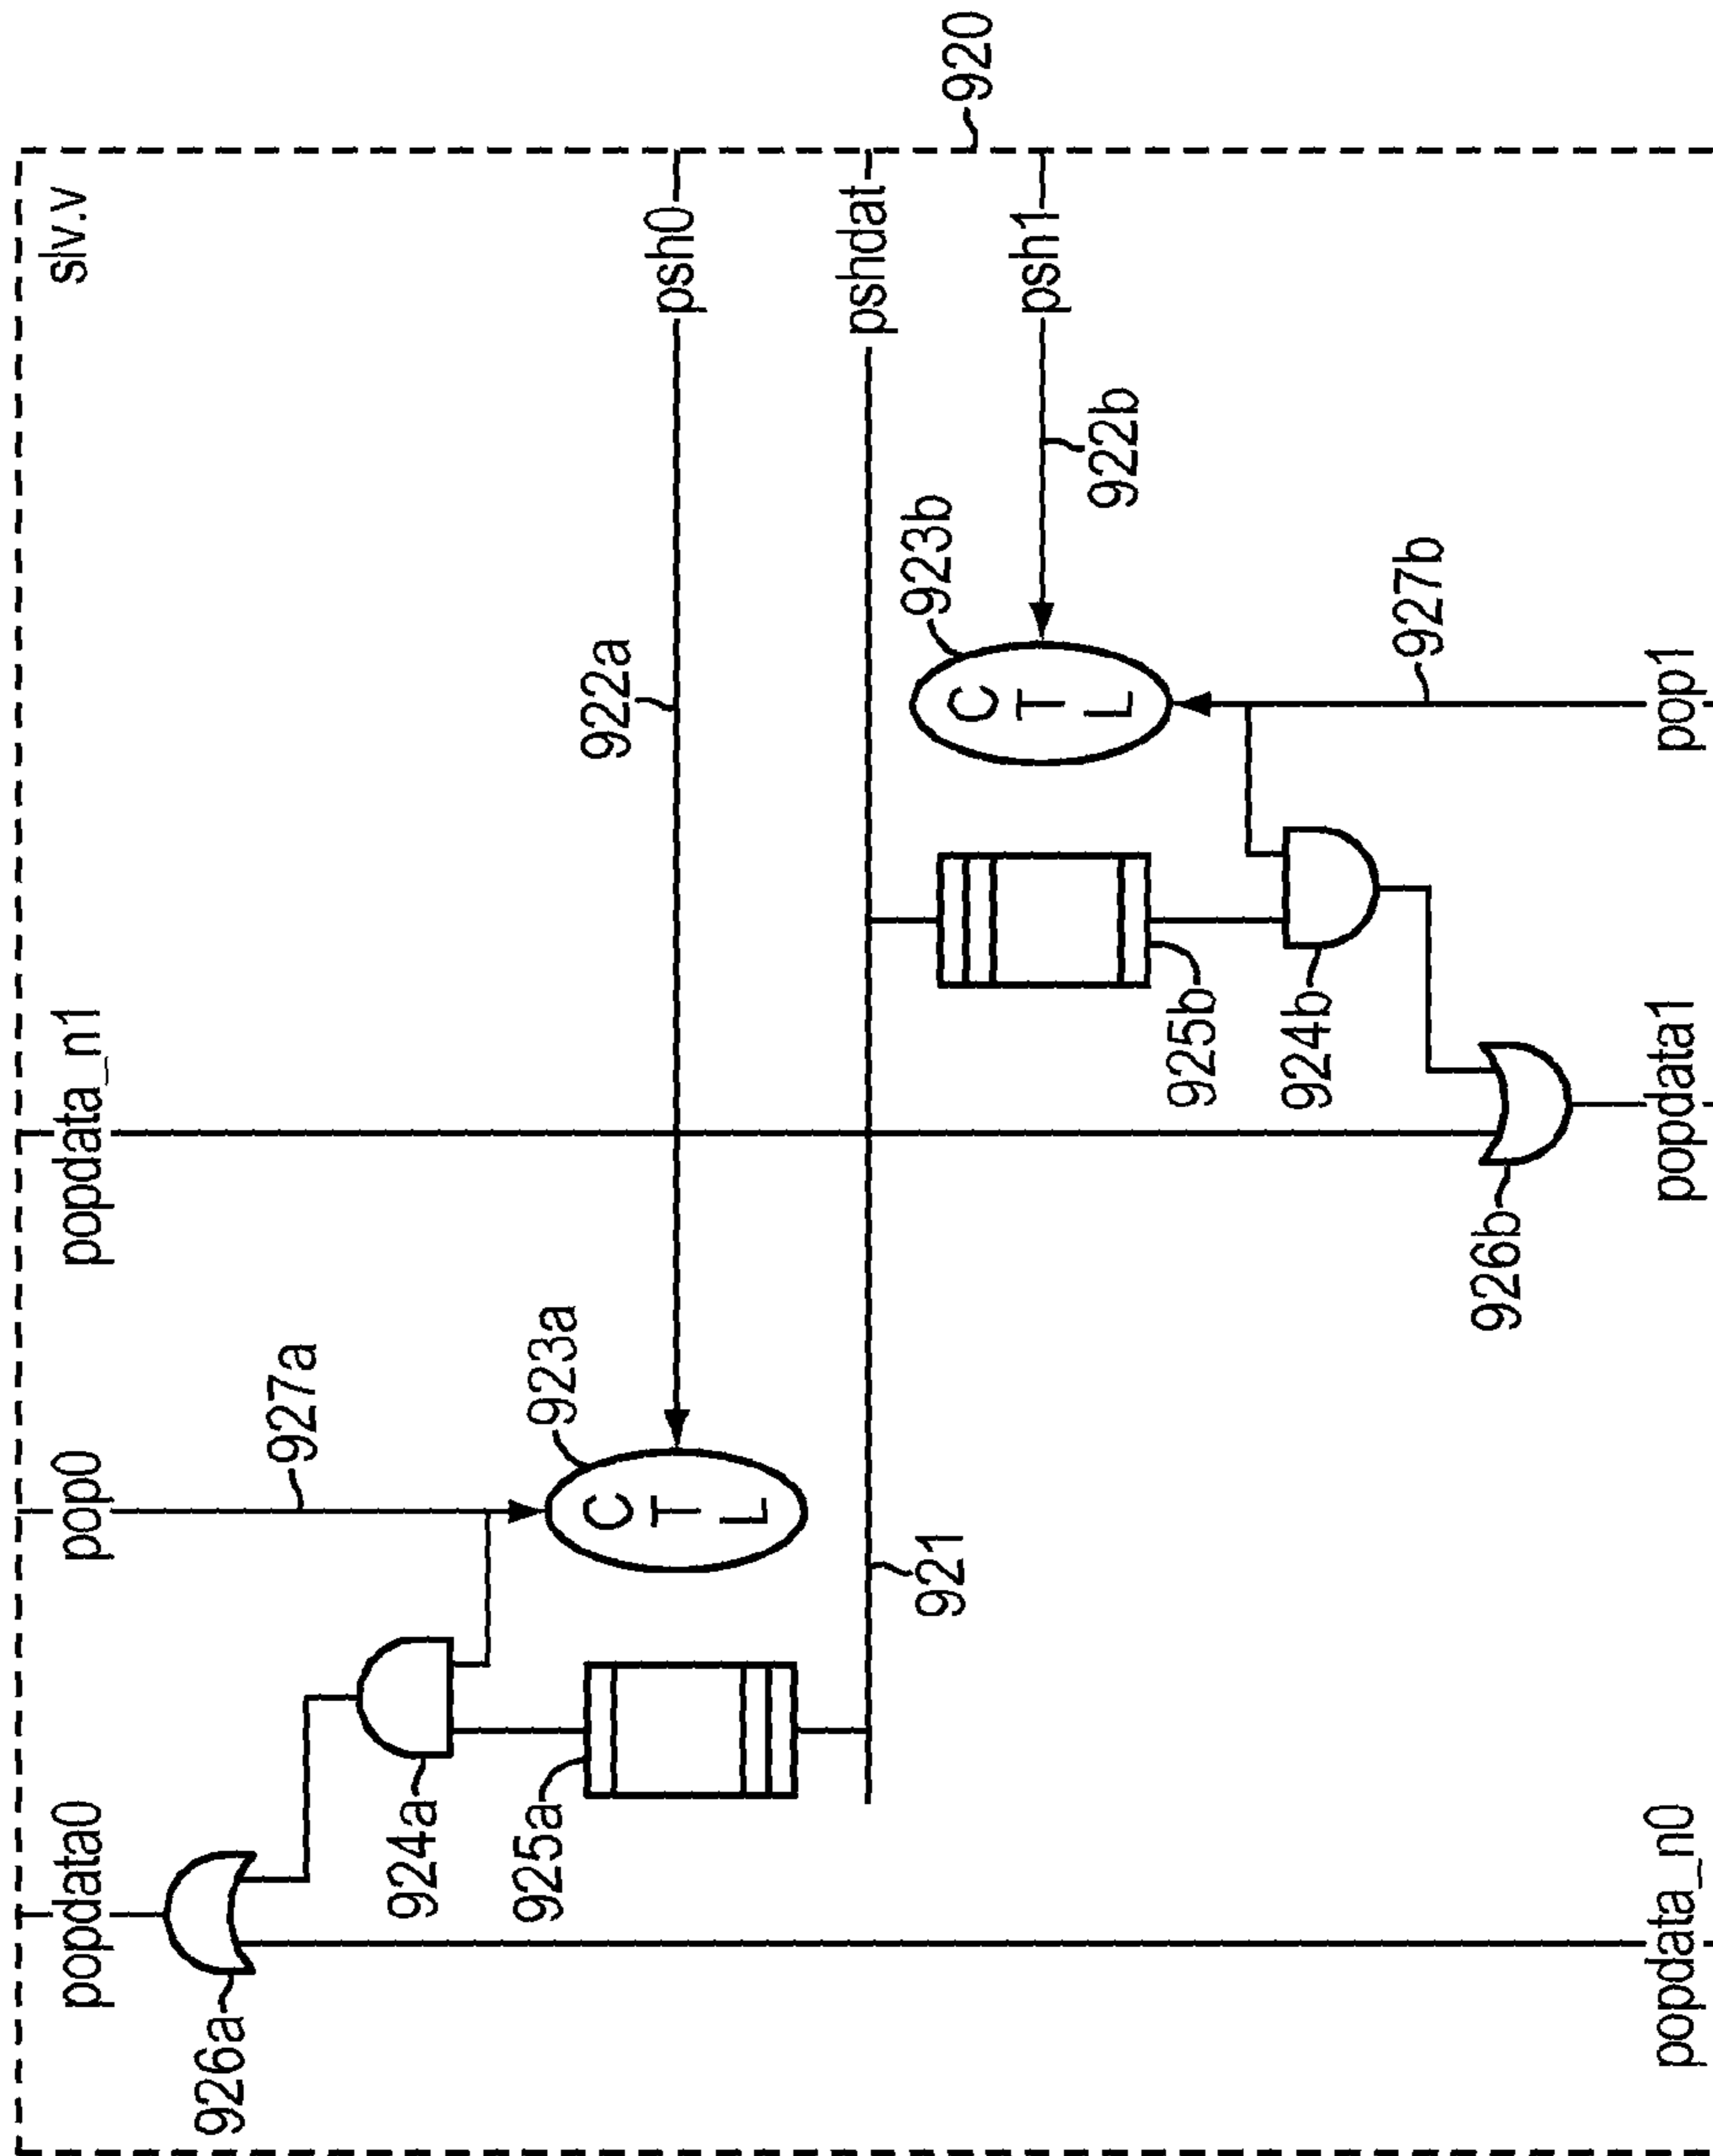 slv.v
920
psh0
pshdat
psh1
922a
922b
923b
927b
pop1
925b
924b
popdata_n1
popdata1
926b
pop0
927a
923a
921
C
T
L
C
T
L
popdata0
926a
924a
925a
popdata_n0